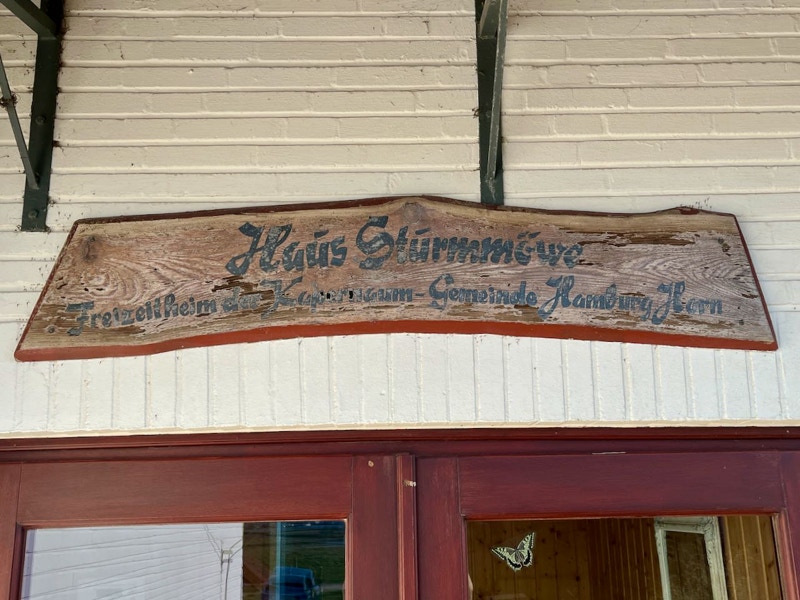 Haus Sturmmöwe
Freizeitheim der Kapernaum-Gemeinde Hamburg Horn